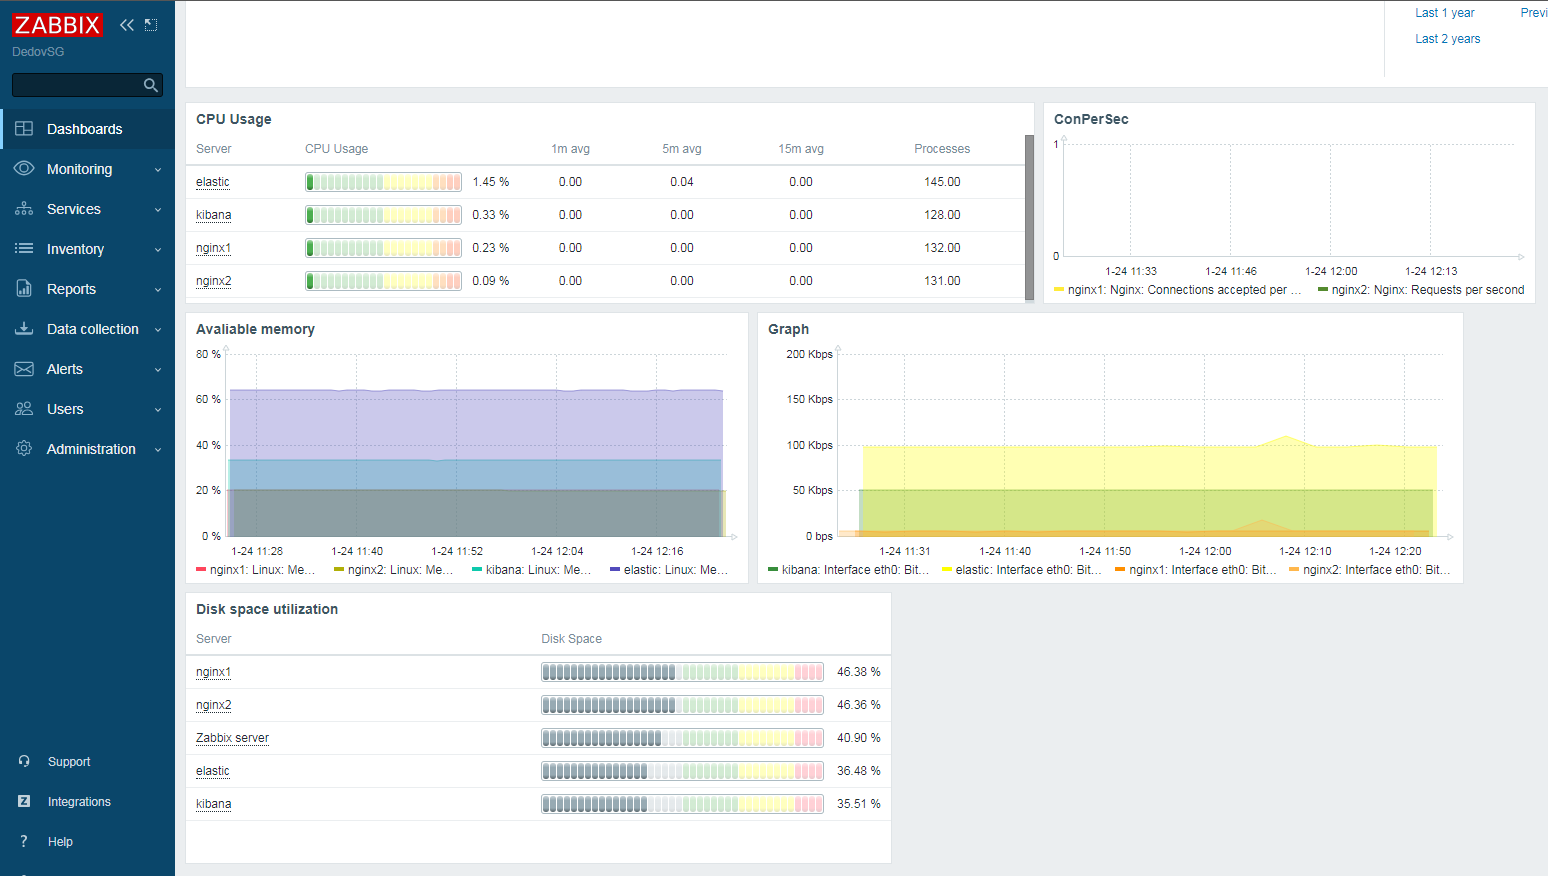 ZABBIX
DedovSG
Dashboards
Monitoring
Services
Inventory
Reports
Data collection
Alerts
Users
Administration
Support
Integrations
Help
Last 1 year Previ
Last 2 years
CPU Usage
Server CPU Usage 1m avg 5m avg 15m avg Processes
elastic 1.45 % 0.00 0.04 0.00 145.00
kibana 0.33 % 0.00 0.00 0.00 128.00
nginx1 0.23 % 0.00 0.00 0.00 132.00
nginx2 0.09 % 0.00 0.00 0.00 131.00
ConPerSec
1
0
1-24 11:33 1-24 11:46 1-24 12:00 1-24 12:13
nginx1: Nginx: Connections accepted per ... nginx2: Nginx: Requests per second
Avaliable memory
80 %
60 %
40 %
20 %
0 %
1-24 11:28 1-24 11:40 1-24 11:52 1-24 12:04 1-24 12:16
nginx1: Linux: Me... nginx2: Linux: Me... kibana: Linux: Me... elastic: Linux: Me...
Graph
200 Kbps
150 Kbps
100 Kbps
50 Kbps
0 bps
1-24 11:31 1-24 11:40 1-24 11:50 1-24 12:00 1-24 12:10 1-24 12:20
kibana: Interface eth0: Bit... elastic: Interface eth0: Bit... nginx1: Interface eth0: Bit... nginx2: Interface eth0: Bit...
Disk space utilization
Server Disk Space
nginx1 46.38 %
nginx2 46.36 %
Zabbix server 40.90 %
elastic 36.48 %
kibana 35.51 %